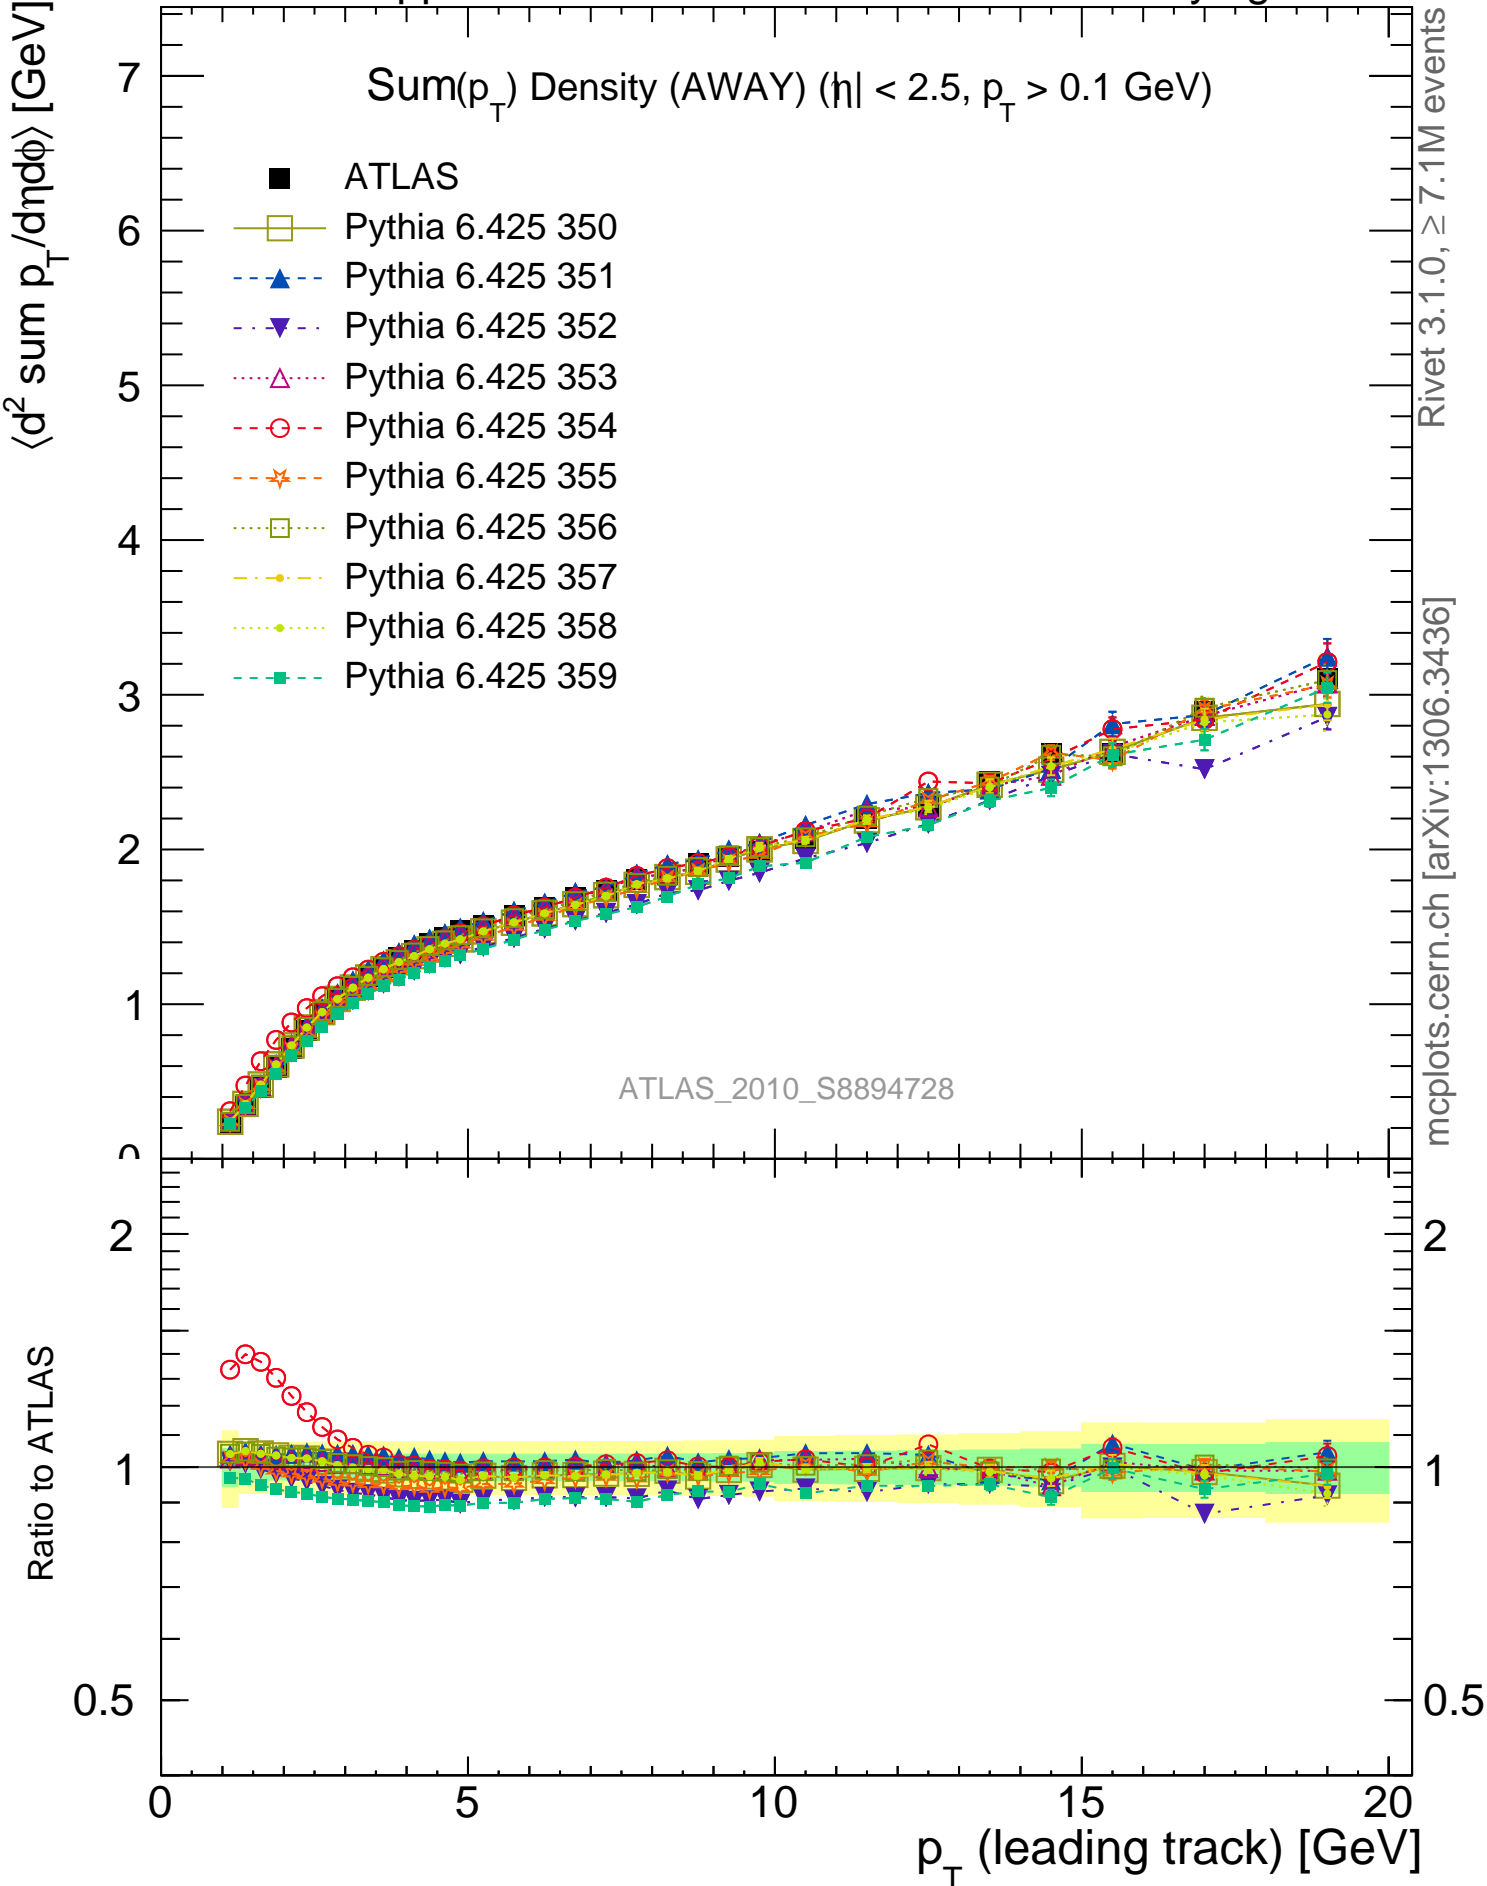 Sum(p_T) Density (AWAY) (|η| < 2.5, p_T > 0.1 GeV)
⟨d² sum p_T/dηdϕ⟩ [GeV]
7
6
5
4
3
2
1
0
ATLAS
Pythia 6.425 350
Pythia 6.425 351
Pythia 6.425 352
Pythia 6.425 353
Pythia 6.425 354
Pythia 6.425 355
Pythia 6.425 356
Pythia 6.425 357
Pythia 6.425 358
Pythia 6.425 359
ATLAS_2010_S8894728
Rivet 3.1.0, ≥ 7.1M events
mcplots.cern.ch [arXiv:1306.3436]
Ratio to ATLAS
2
1
0.5
2
1
0.5
0 5 10 15 20
p_T (leading track) [GeV]